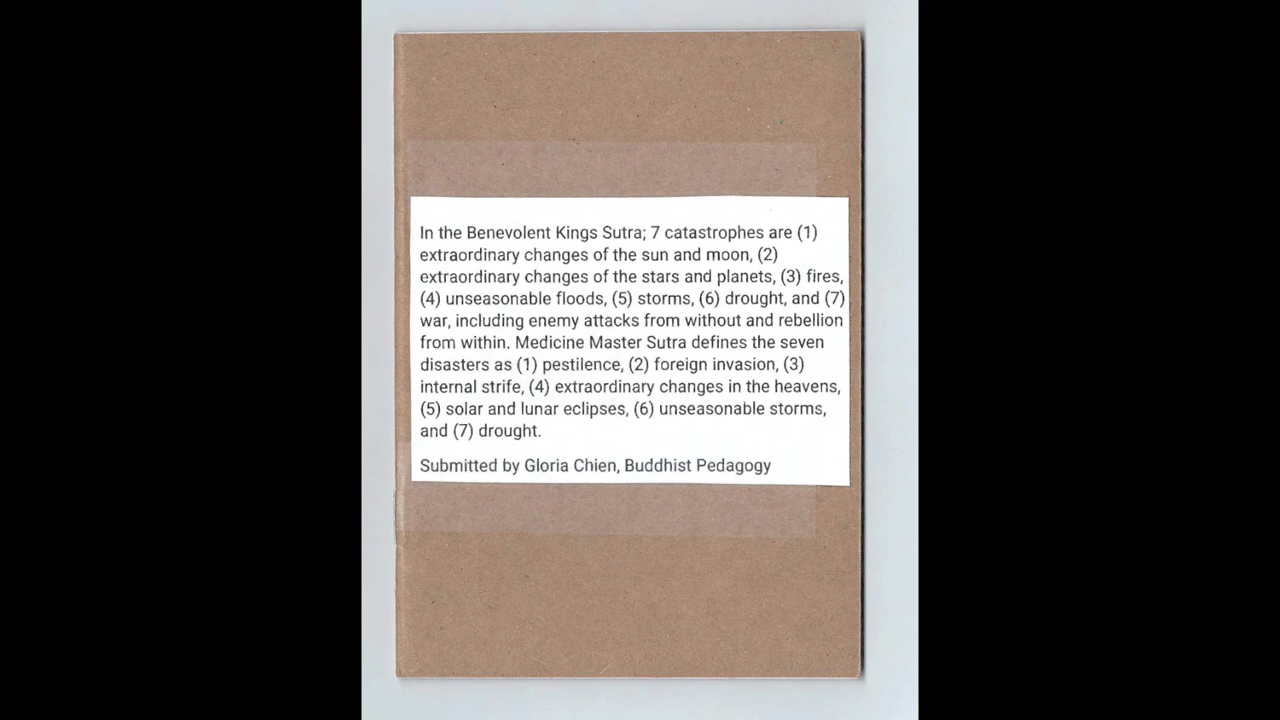 In the Benevolent Kings Sutra; 7 catastrophes are (1)
extraordinary changes of the sun and moon, (2)
extraordinary changes of the stars and planets, (3) fires,
(4) unseasonable floods, (5) storms, (6) drought, and (7)
war, including enemy attacks from without and rebellion
from within. Medicine Master Sutra defines the seven
disasters as (1) pestilence, (2) foreign invasion, (3)
internal strife, (4) extraordinary changes in the heavens,
(5) solar and lunar eclipses, (6) unseasonable storms,
and (7) drought.
Submitted by Gloria Chien, Buddhist Pedagogy